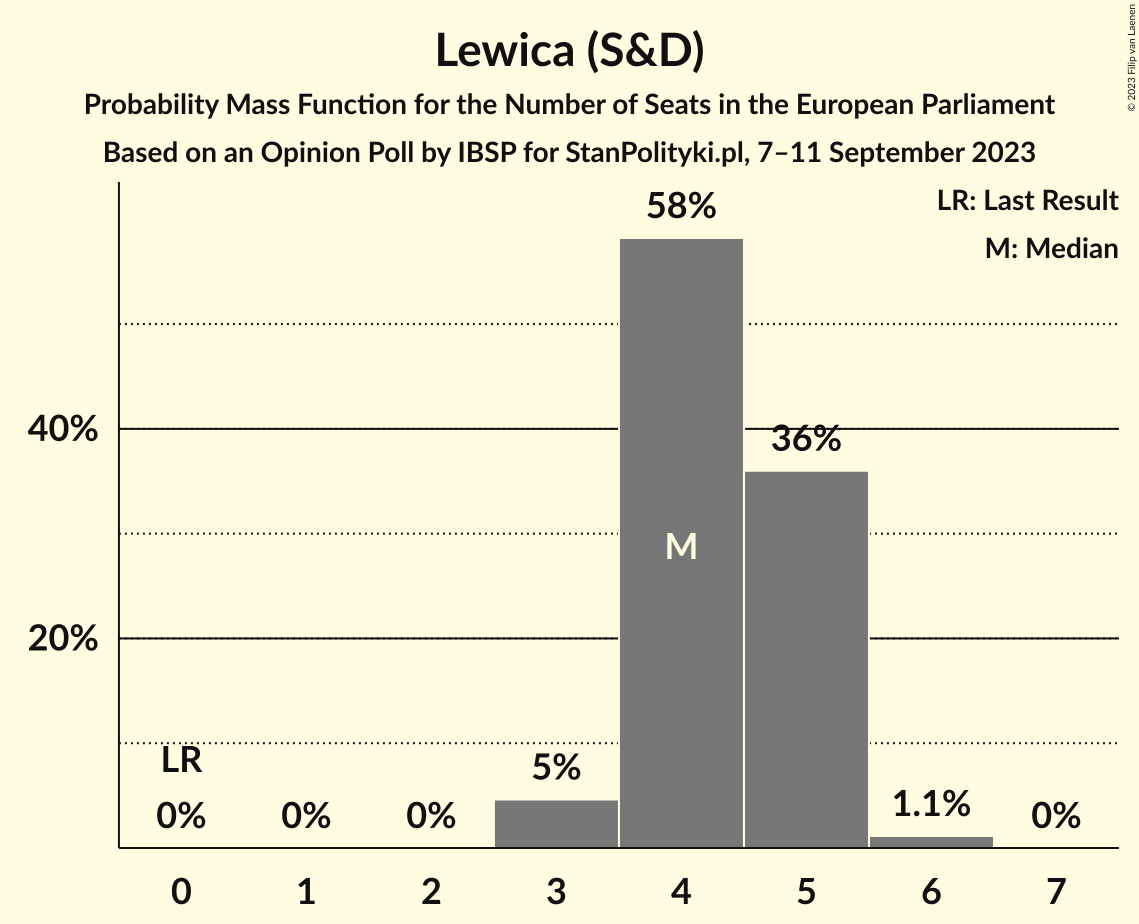 Lewica (S&D)
Probability Mass Function for the Number of Seats in the European Parliament
Based on an Opinion Poll by IBSP for StanPolityki.pl, 7–11 September 2023
© 2023 Filip van Laenen
LR: Last Result
M: Median
58%
40%
36%
M
20%
LR
5%
0%
0%
0%
1.1%
0%
0 1 2 3 4 5 6 7